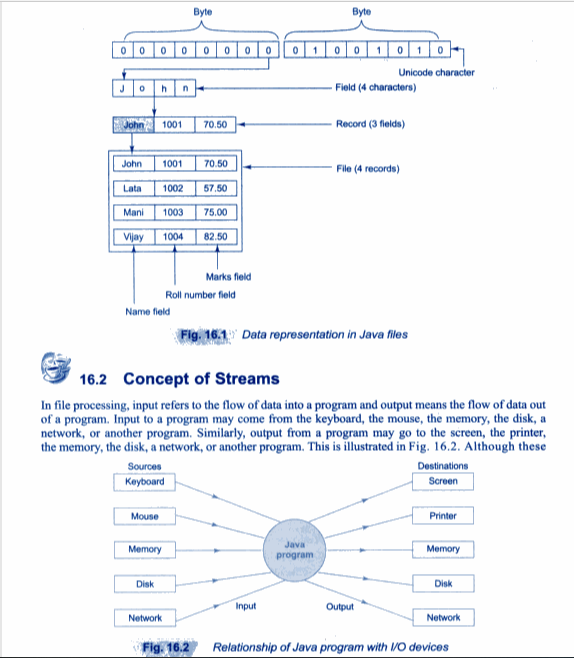 Byte Byte
0 0 0 0 0 0 0 0 0 1 0 0 1 0 1 0
Unicode character
J o h n Field (4 characters)
John 1001 70.50 Record (3 fields)
John 1001 70.50 File (4 records)
Lata 1002 57.50
Mani 1003 75.00
Vijay 1004 82.50
Marks field
Roll number field
Name field
Fig. 16.1 Data representation in Java files
16.2 Concept of Streams
In file processing, input refers to the flow of data into a program and output means the flow of data out
of a program. Input to a program may come from the keyboard, the mouse, the memory, the disk, a
network, or another program. Similarly, output from a program may go to the screen, the printer,
the memory, the disk, a network, or another program. This is illustrated in Fig. 16.2. Although these
Sources Destinations
Keyboard Screen
Mouse Printer
Java
program
Memory Memory
Disk Disk
Input Output
Network Network
Fig. 16.2 Relationship of Java program with I/O devices